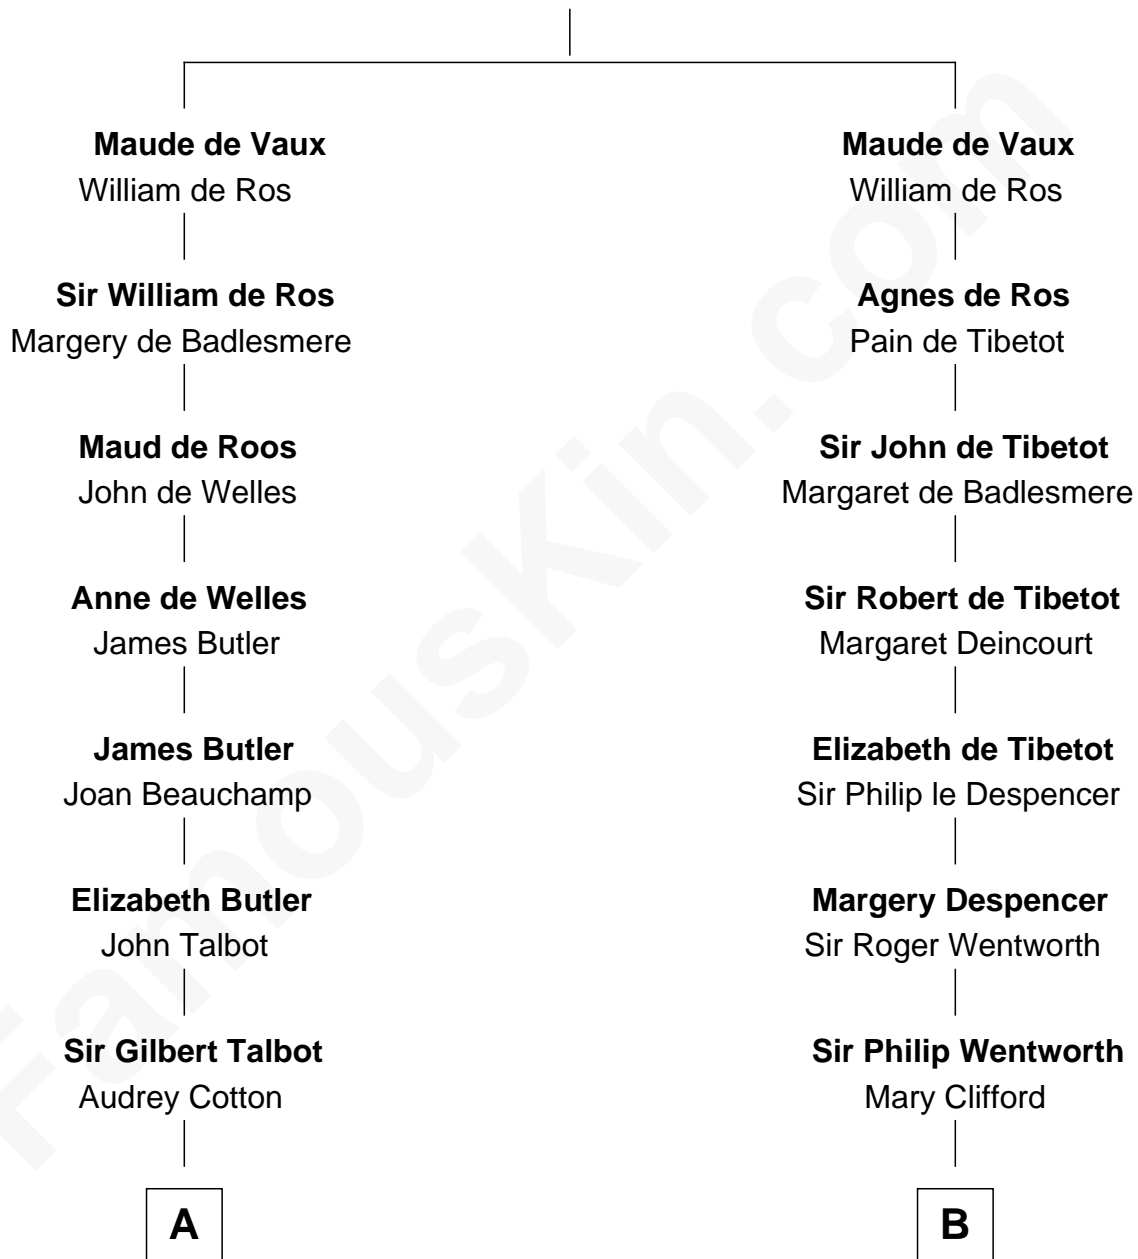 Maude de Vaux
William de Ros
Sir William de Ros
Margery de Badlesmere
Maud de Roos
John de Welles
Anne de Welles
James Butler
James Butler
Joan Beauchamp
Elizabeth Butler
John Talbot
Sir Gilbert Talbot
Audrey Cotton
A
Maude de Vaux
William de Ros
Agnes de Ros
Pain de Tibetot
Sir John de Tibetot
Margaret de Badlesmere
Sir Robert de Tibetot
Margaret Deincourt
Elizabeth de Tibetot
Sir Philip le Despencer
Margery Despencer
Sir Roger Wentworth
Sir Philip Wentworth
Mary Clifford
B
FamousKin.com